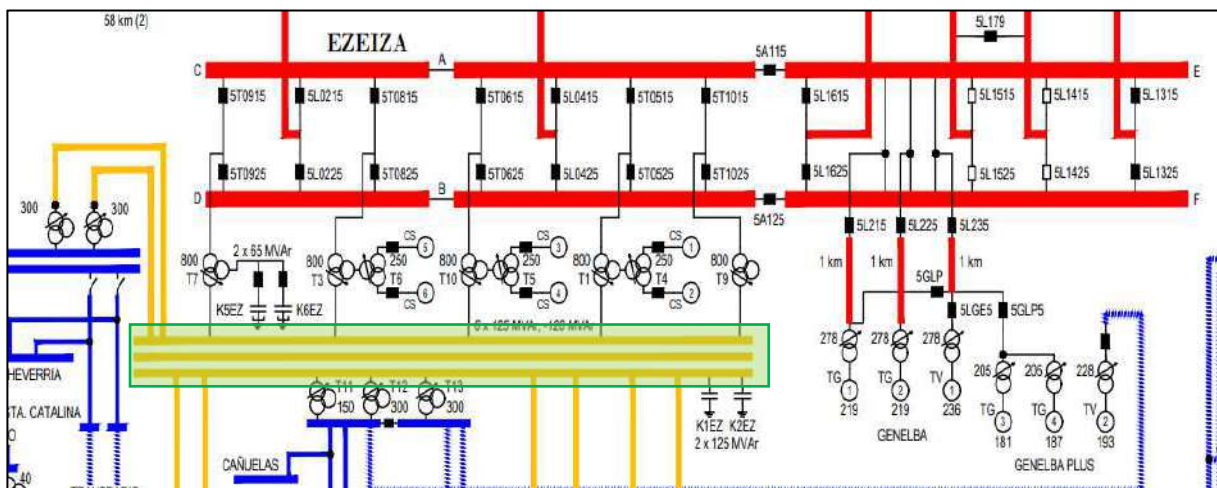 58 km (2)
EZEIZA
5L179
C
A
5A115
E
5T0915
5L0215
5T0815
5T0615
5L0415
5T0515
5T1015
5L1615
5L1515
5L1415
5L1315
5T0925
5L0225
5T0825
5T0625
5L0425
5T0525
5T1025
5L1625
5L1525
5L1425
5L1325
D
B
5A125
F
300
300
5L215
5L225
5L235
2 x 65 MVAr
800
T7
800
T3
250
T6
CS
5
CS
6
800
T10
250
T5
CS
3
CS
4
800
T1
250
T4
CS
1
CS
2
800
T9
1 km
1 km
1 km
5GLP
5LGE5
5GLP5
K5EZ
K6EZ
6 x 125 MVAr, -120 MVAr
278
278
278
205
206
228
HEVERRIA
T11
T12
T13
150
300
300
TG
1
219
TG
2
219
TV
1
236
TG
3
181
TG
4
187
TV
2
193
STA. CATALINA
O
40
CAÑUELAS
K1EZ
K2EZ
2 x 125 MVAr
GENELBA
GENELBA PLUS